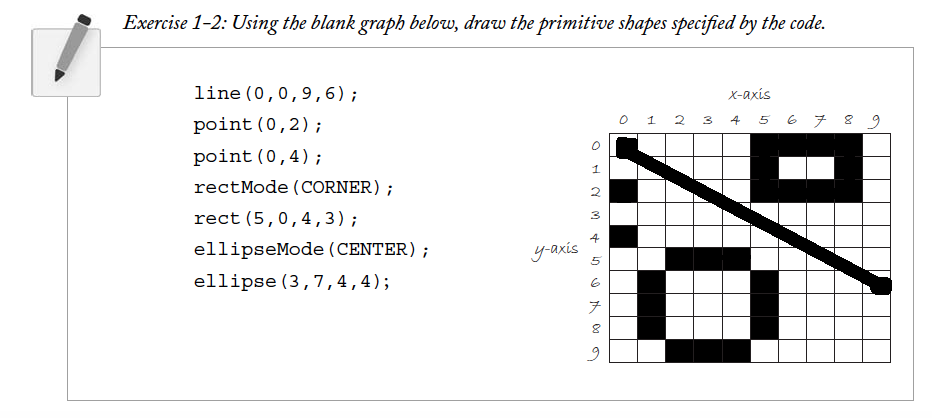 Exercise 1-2: Using the blank graph below, draw the primitive shapes specified by the code.
line(0,0,9,6);
point(0,2);
point(0,4);
rectMode(CORNER);
rect(5,0,4,3);
ellipseMode(CENTER);
ellipse(3,7,4,4);
x-axis
0 1 2 3 4 5 6 7 8 9
y-axis
0
1
2
3
4
5
6
7
8
9